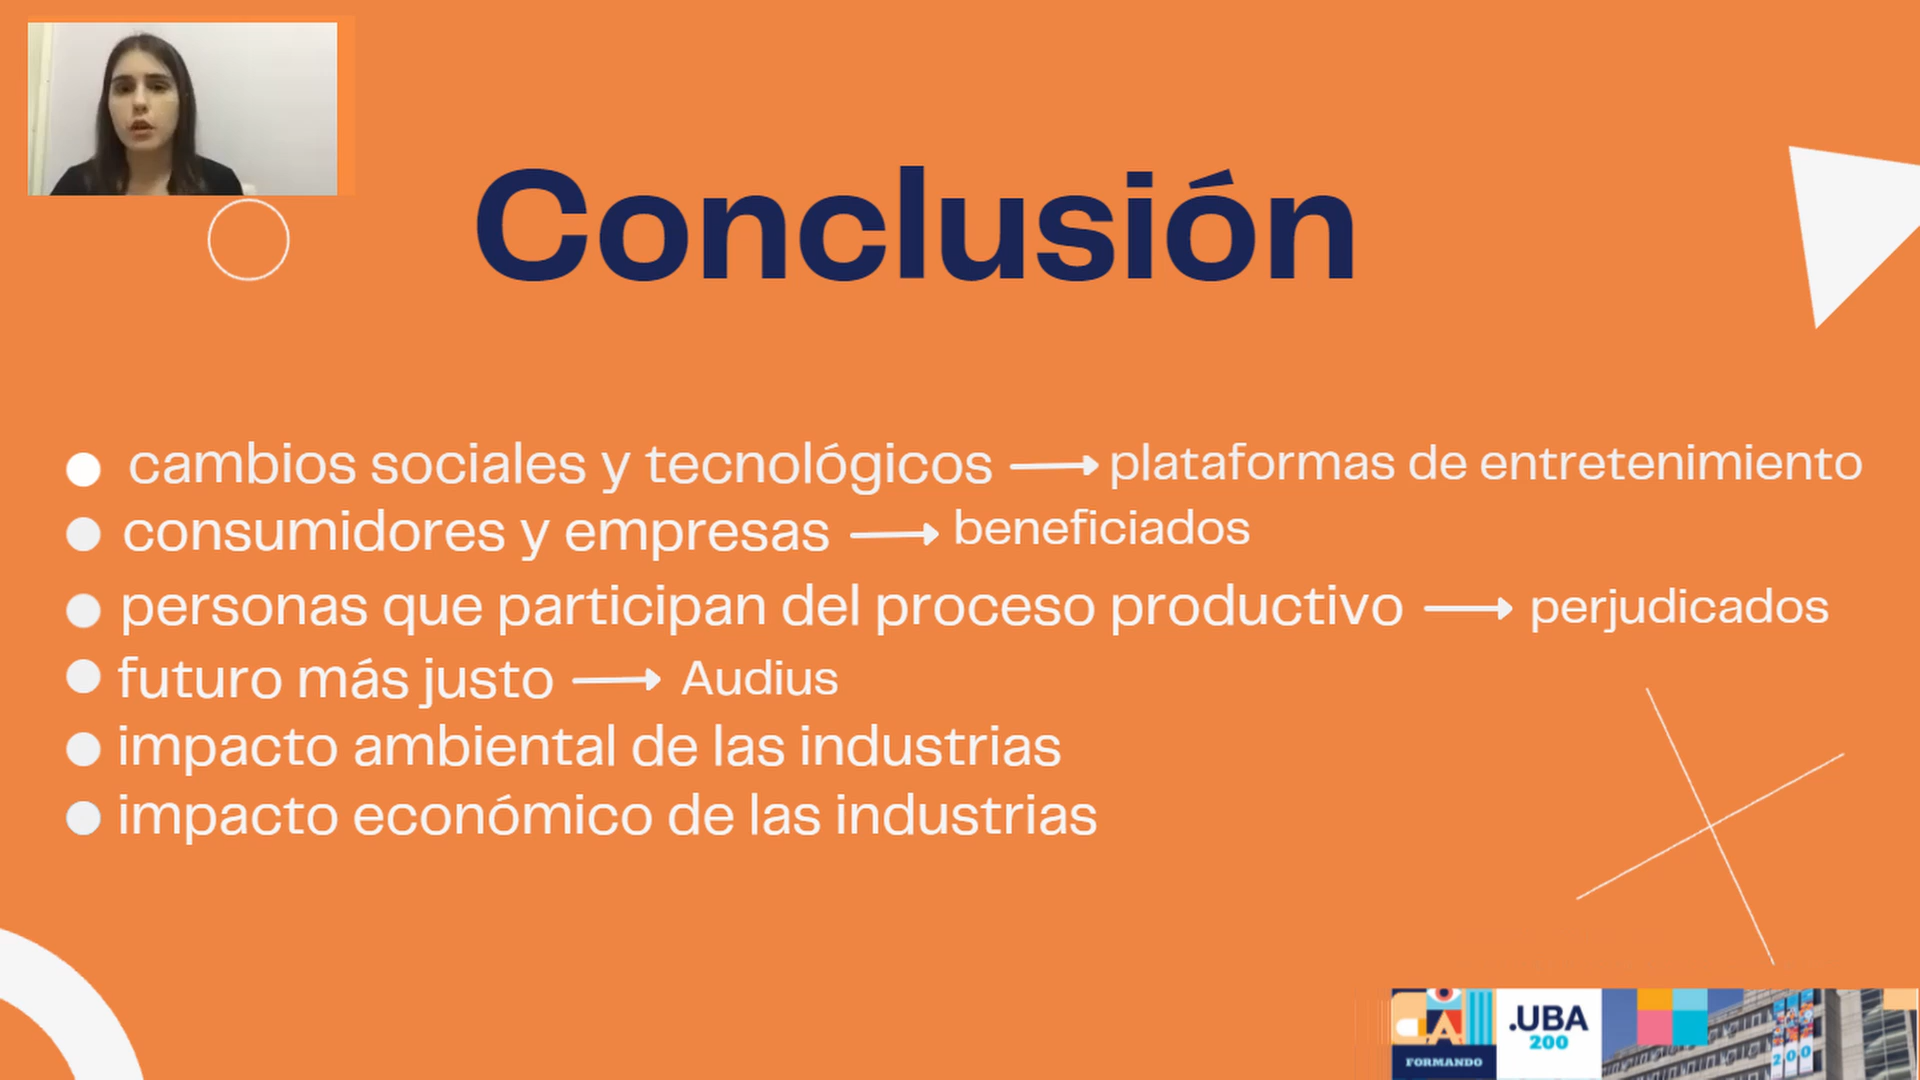 Conclusión
cambios sociales y tecnológicos → plataformas de entretenimiento
consumidores y empresas → beneficiados
personas que participan del proceso productivo → perjudicados
futuro más justo → Audius
impacto ambiental de las industrias
impacto económico de las industrias
FORMANDO
.UBA
200
200